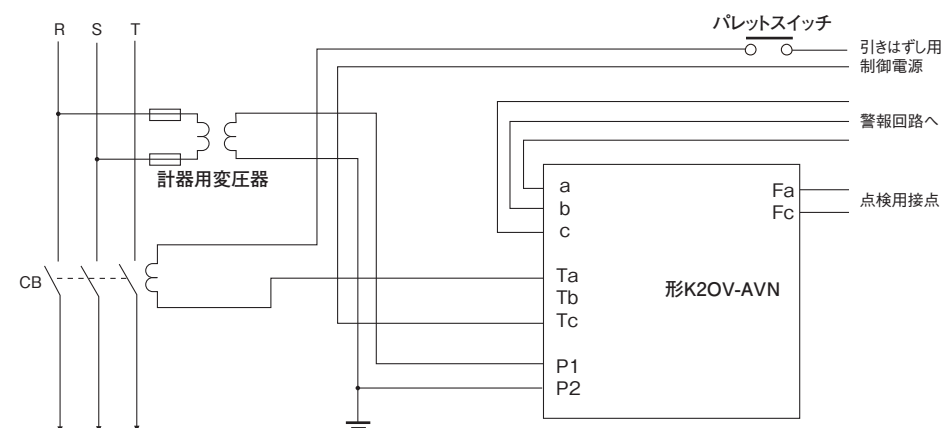 R S T
パレットスイッチ
引きはずし用
制御電源
警報回路へ
計器用変圧器
a
b
c
Fa
Fc
点検用接点
CB
Ta
Tb
Tc
形K2OV-AVN
P1
P2